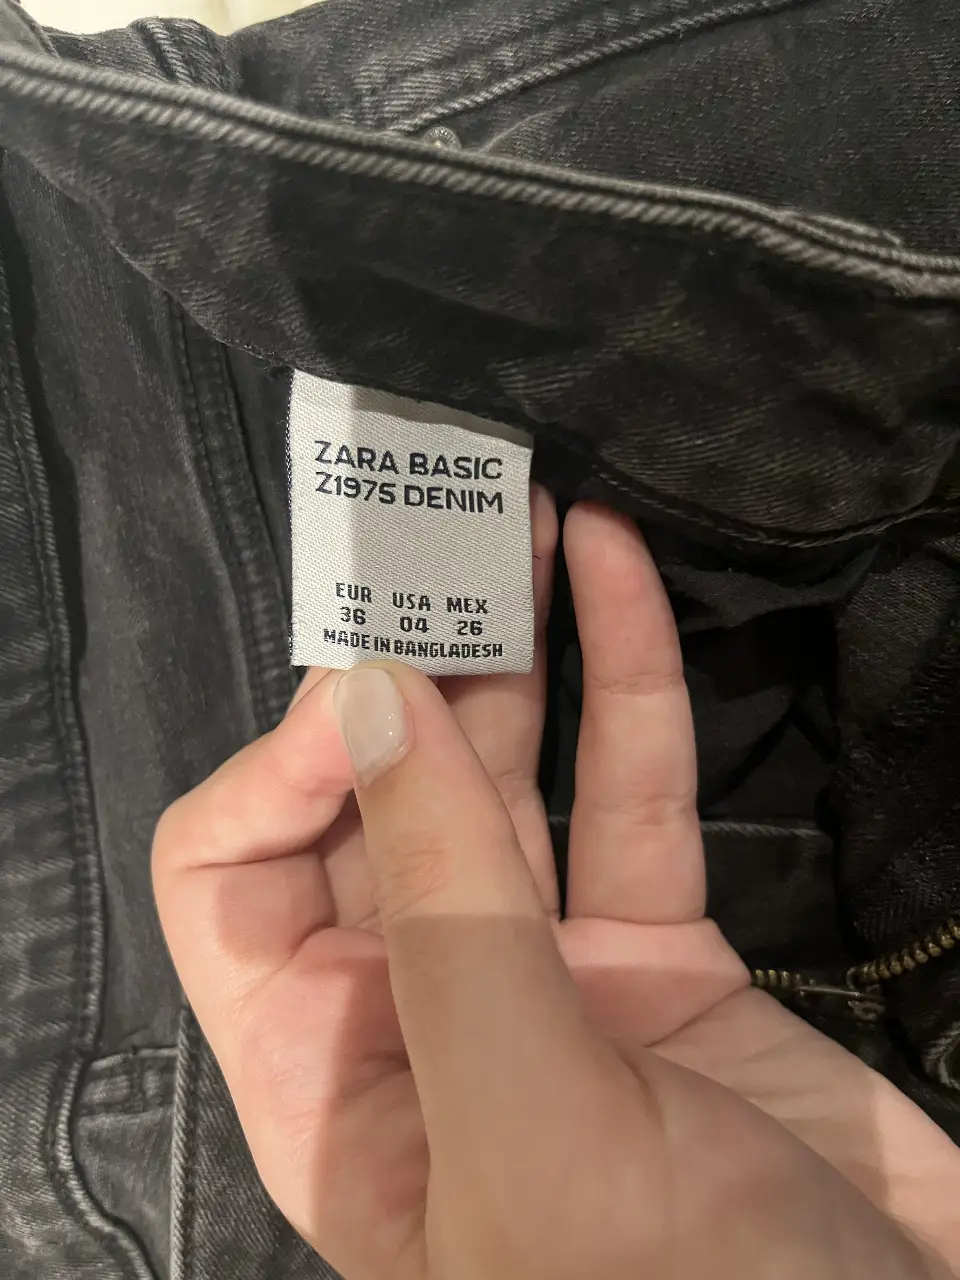 ZARA BASIC
Z1975 DENIM
EUR USA MEX
36 04 26
MADE IN BANGLADESH